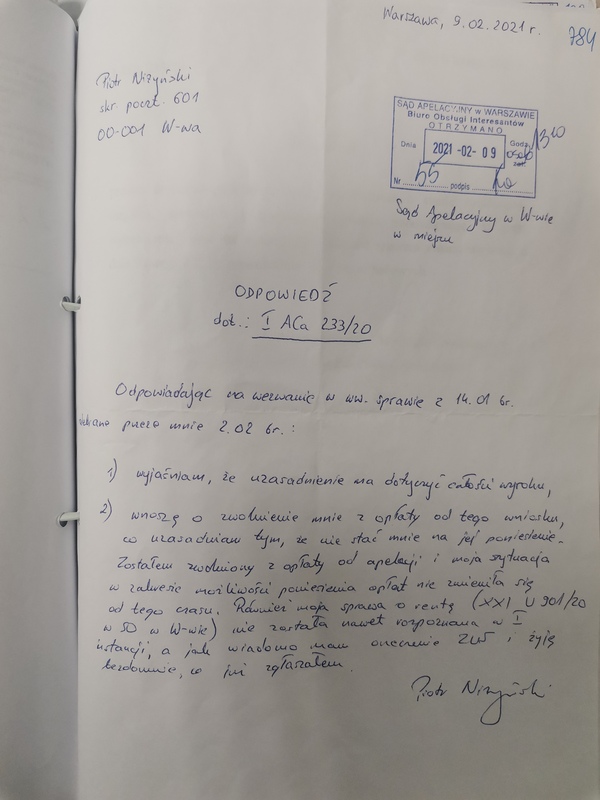 Warszawa, 9.02.2021 r.
784
Piotr Niżyński
skr poczt. 601
00-001 W-wa
SĄD APELACYJNY w WARSZAWIE
Biuro Obsługi Interesantów
OTRZYMANO
Dnia 2021 -02- 09 Godz. 13 20
Nr 55 podpis
Sąd Apelacyjny w W-wie
w miejscu
ODPOWIEDŹ
dot.: I ACa 233/20
Odpowiadając na wezwanie w ww. sprawie z 14.01 br.
odebrane przeze mnie 2.02 br.:
1) wyjaśniam, że uzasadnienie ma dotyczyć całości wyroku,
2) wnoszę o zwolnienie mnie z opłaty od tego wniosku,
co uzasadniam tym, że nie stać mnie na jej poniesienie.
Zostałem zwolniony z opłaty od apelacji i moja sytuacja
w zakresie możliwości poniesienia opłat nie zmieniła się
od tego czasu. Również moja sprawa o rentę (XXI U 901/20
w SO w W-wie) nie została nawet rozpoznana w I
instancji, a jak wiadomo mam orzeczenie ZUS i żyję
bezdomnie, co już zgłaszałem.
Piotr Niżyński